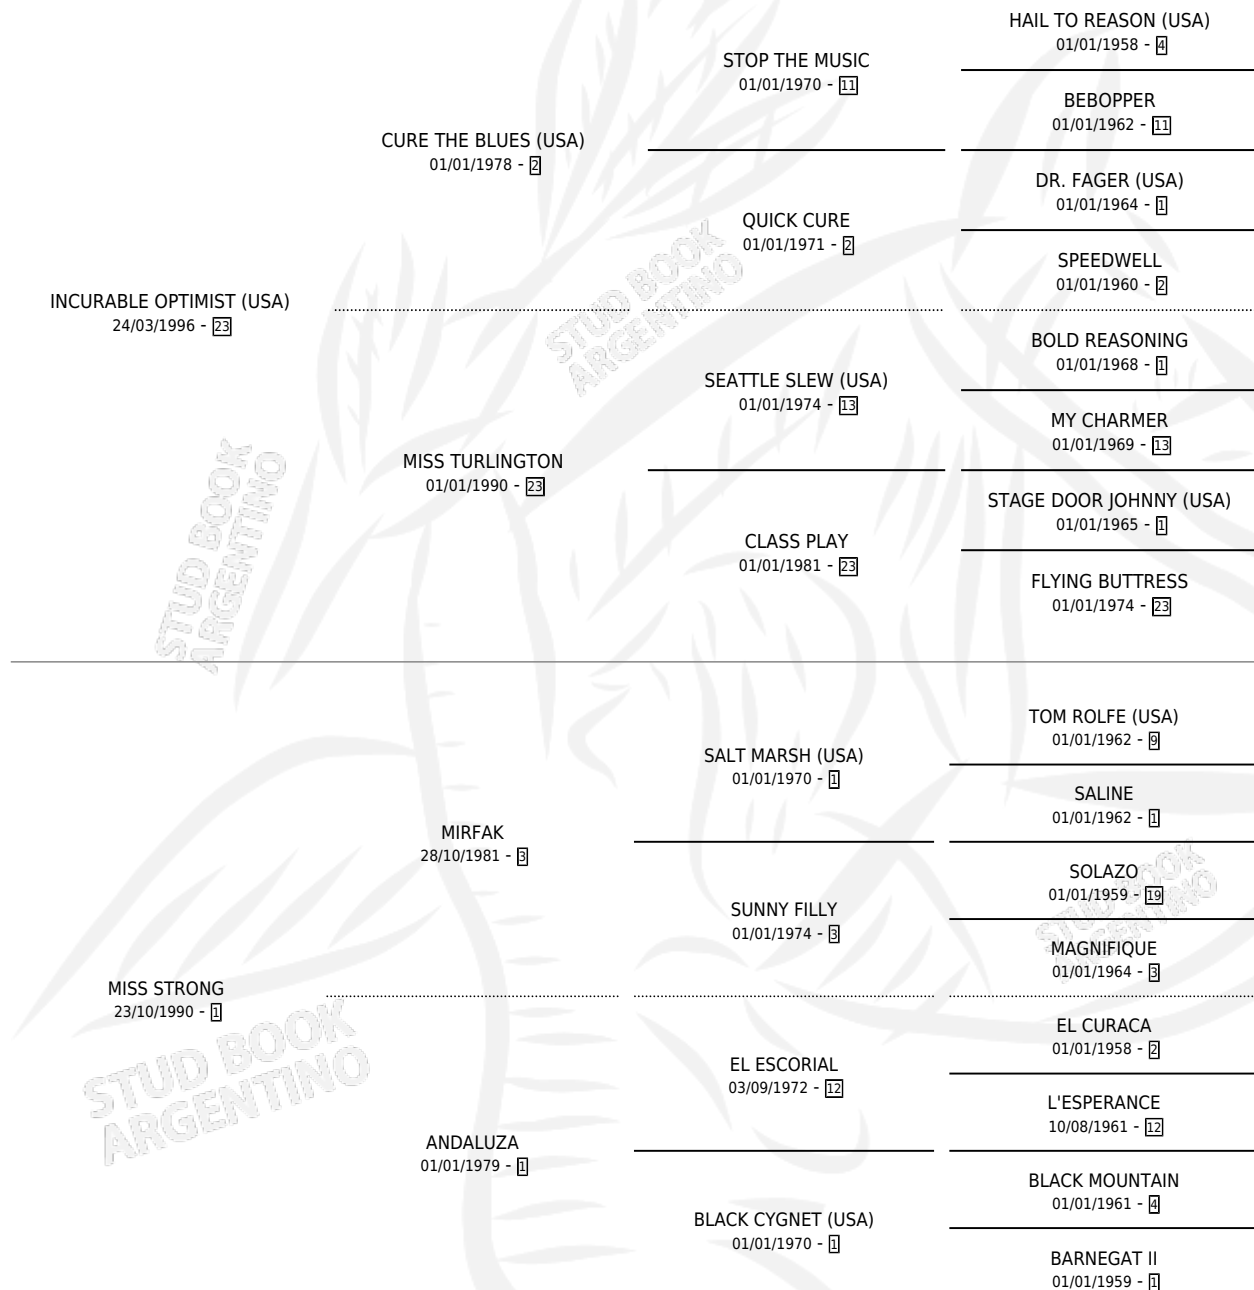 HAIL TO REASON (USA)
01/01/1958 - 4
STOP THE MUSIC
01/01/1970 - 11
BEBOPPER
01/01/1962 - 11
CURE THE BLUES (USA)
01/01/1978 - 2
DR. FAGER (USA)
01/01/1964 - 1
QUICK CURE
01/01/1971 - 2
SPEEDWELL
01/01/1960 - 2
INCURABLE OPTIMIST (USA)
24/03/1996 - 23
BOLD REASONING
01/01/1968 - 1
SEATTLE SLEW (USA)
01/01/1974 - 13
MY CHARMER
01/01/1969 - 13
MISS TURLINGTON
01/01/1990 - 23
STAGE DOOR JOHNNY (USA)
01/01/1965 - 1
CLASS PLAY
01/01/1981 - 23
FLYING BUTTRESS
01/01/1974 - 23
TOM ROLFE (USA)
01/01/1962 - 9
SALT MARSH (USA)
01/01/1970 - 1
SALINE
01/01/1962 - 1
MIRFAK
28/10/1981 - 3
SOLAZO
01/01/1959 - 19
SUNNY FILLY
01/01/1974 - 3
MAGNIFIQUE
01/01/1964 - 3
MISS STRONG
23/10/1990 - 1
EL CURACA
01/01/1958 - 2
EL ESCORIAL
03/09/1972 - 12
L'ESPERANCE
10/08/1961 - 12
ANDALUZA
01/01/1979 - 1
BLACK MOUNTAIN
01/01/1961 - 4
BLACK CYGNET (USA)
01/01/1970 - 1
BARNEGAT II
01/01/1959 - 1
STUD BOOK
ARGENTINO
STUD BOOK
ARGENTINO
STUD BOOK
ARGENTINO
STUD BOOK
ARGENTINO